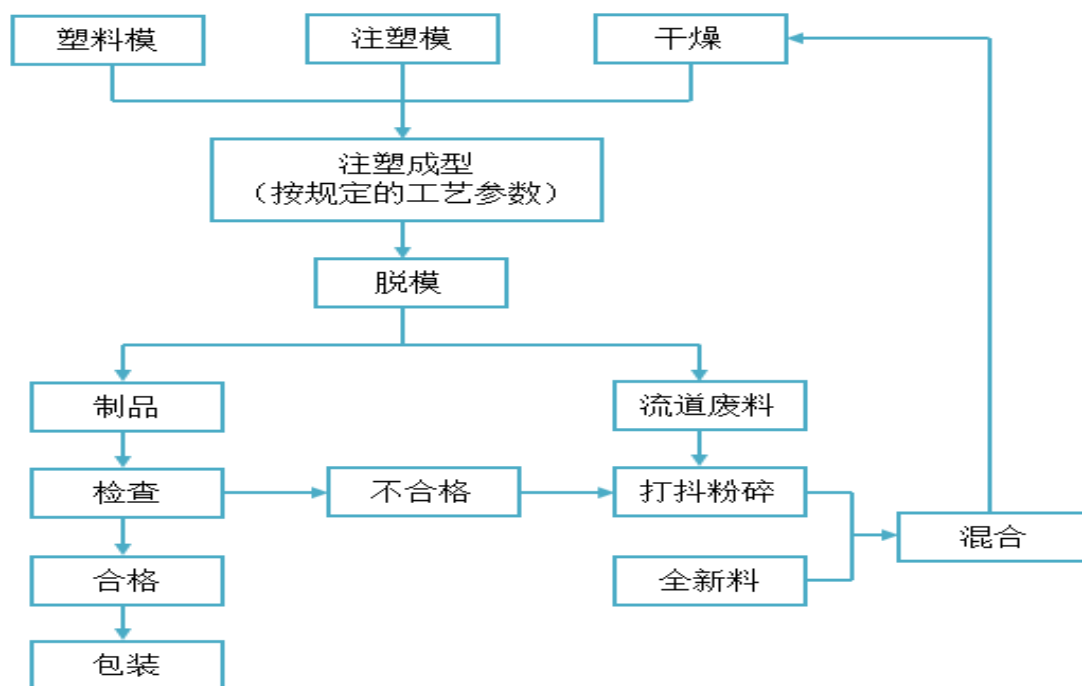 塑料模
注塑模
干燥
注塑成型
（按规定的工艺参数）
脱模
制品
流道废料
检查
不合格
打抖粉碎
混合
合格
全新料
包装